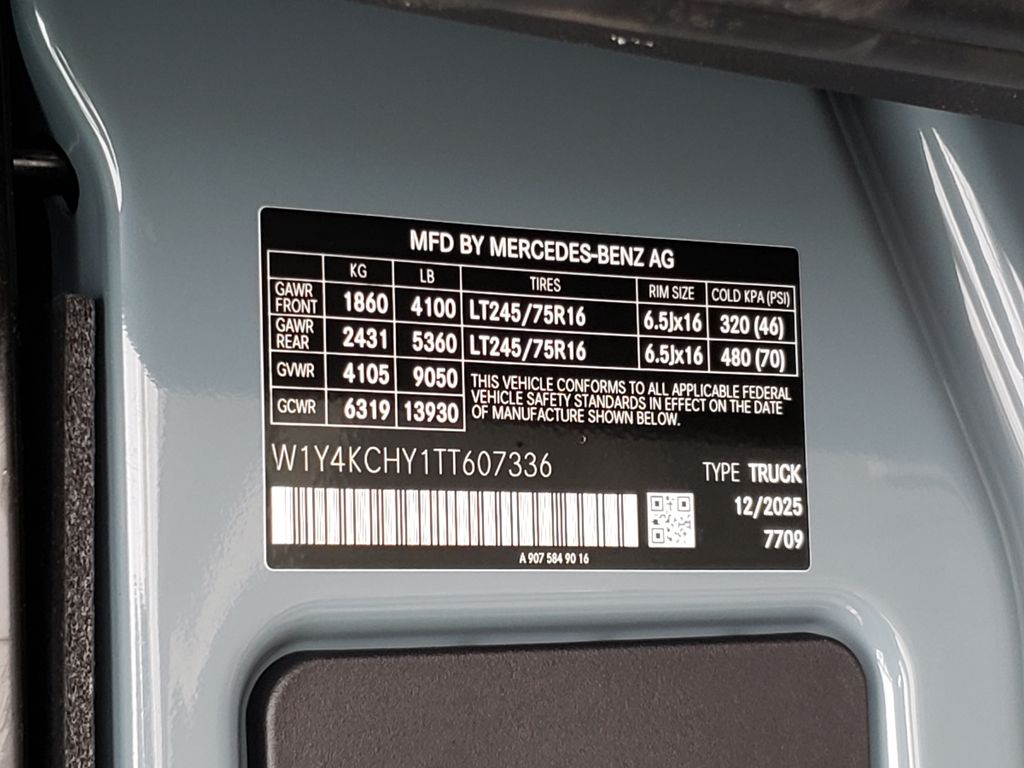 MFD BY MERCEDES-BENZ AG
KG LB TIRES RIM SIZE COLD KPA (PSI)
GAWR FRONT 1860 4100 LT245/75R16 6.5Jx16 320 (46)
GAWR REAR 2431 5360 LT245/75R16 6.5Jx16 480 (70)
GVWR 4105 9050
GCWR 6319 13930
THIS VEHICLE CONFORMS TO ALL APPLICABLE FEDERAL
VEHICLE SAFETY STANDARDS IN EFFECT ON THE DATE
OF MANUFACTURE SHOWN BELOW.
W1Y4KCHY1TT607336
TYPE TRUCK
12/2025
7709
A 907 584 90 16